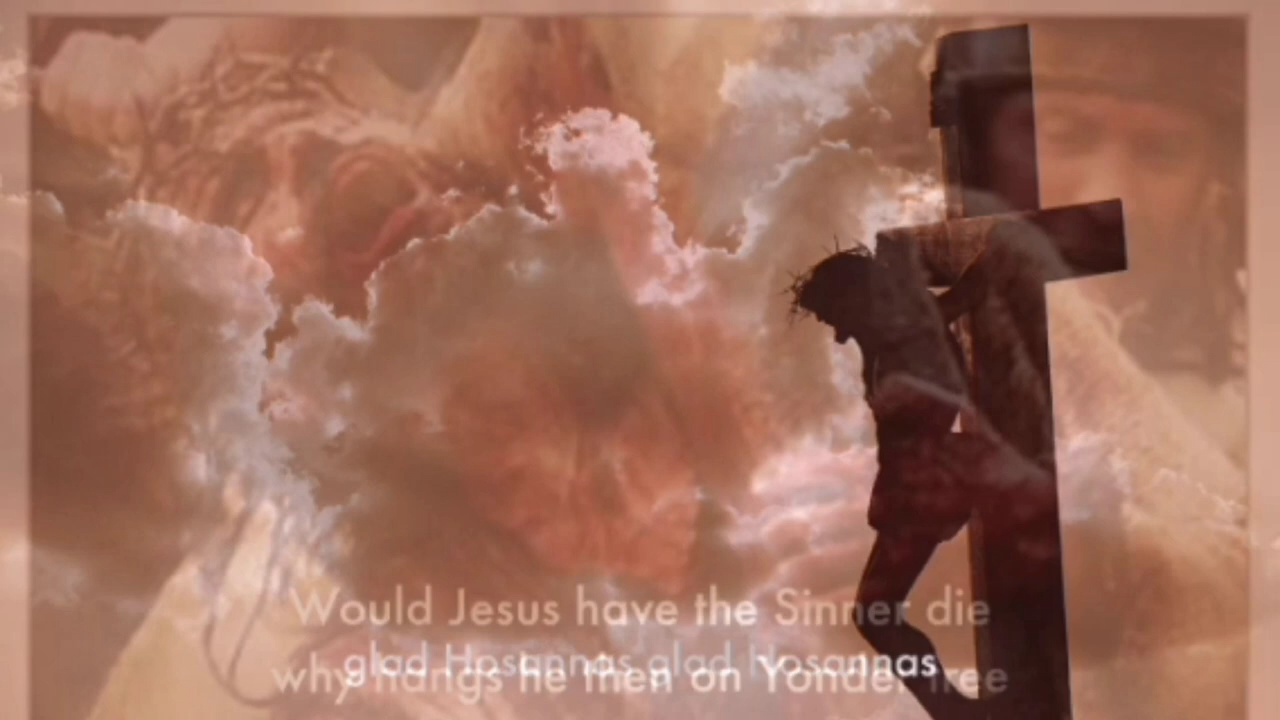 Would Jesus have the Sinner die
glad Hosannas glad Hosannas
why hangs he then on Yonder Tree